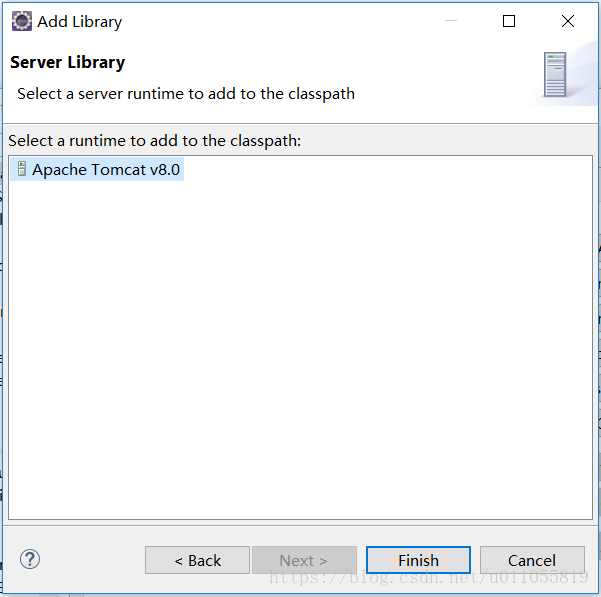 Add Library
Server Library
Select a server runtime to add to the classpath
Select a runtime to add to the classpath:
Apache Tomcat v8.0
?
< Back
Next >
Finish
Cancel
https://blog.csdn.net/u011055819